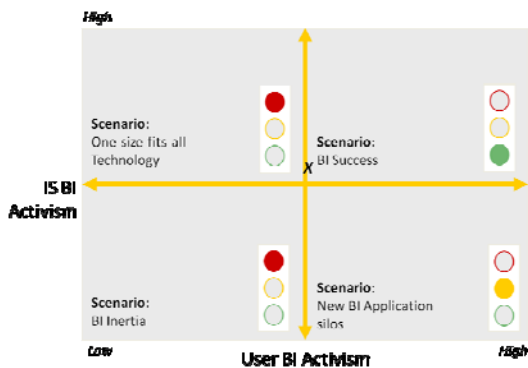 High
Scenario:
One size fits all
Technology
Scenario:
BI Success
X
IS BI
Activism
Scenario:
BI Inertia
Scenario:
New BI Application
silos
Low
User BI Activism
High